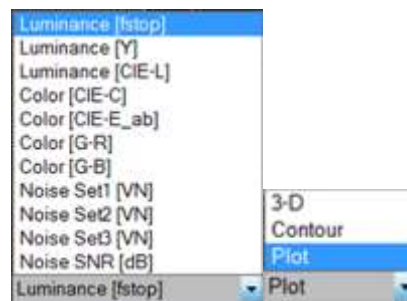 Luminance [fstop]
Luminance [Y]
Luminance [CIE-L]
Color [CIE-C]
Color [CIE-E_ab]
Color [G-R]
Color [G-B]
Noise Set1 [VN]
Noise Set2 [VN]
Noise Set3 [VN]
Noise SNR [dB]
Luminance [fstop]
3-D
Contour
Plot
Plot